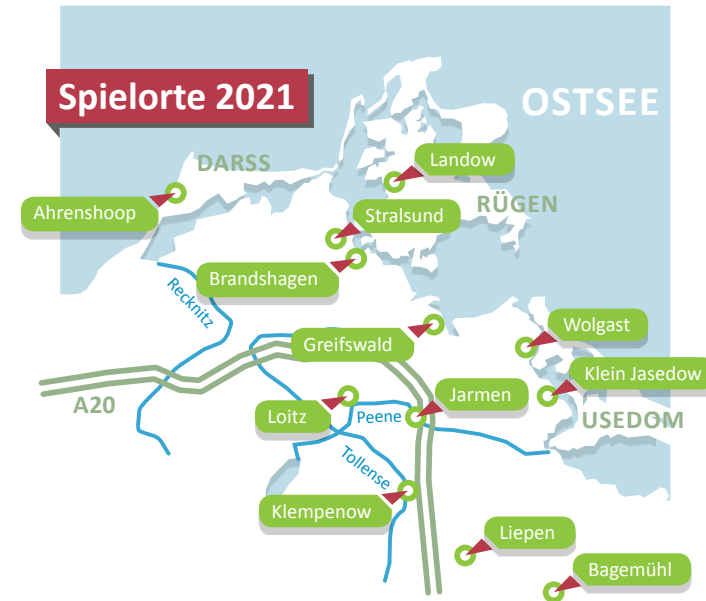 Spielorte 2021
OSTSEE
DARSS
Landow
RÜGEN
Ahrenshoop
Stralsund
Brandshagen
Recknitz
Wolgast
Greifswald
Klein Jasedow
A20
Jarmen
Loitz
Peene
USEDOM
Tollense
Klempenow
Liepen
Bagemühl